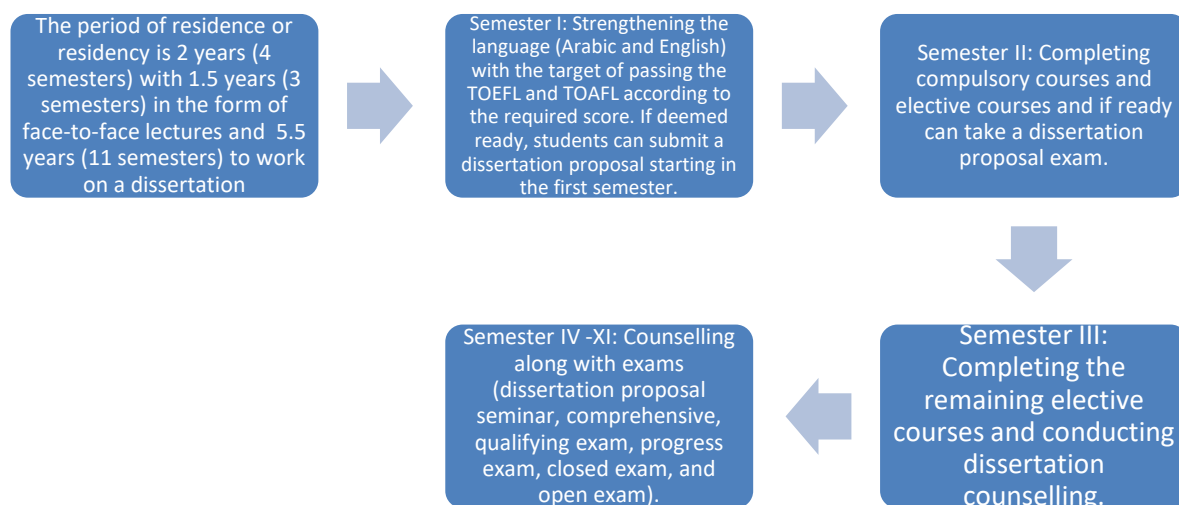 The period of residence or
residency is 2 years (4
semesters) with 1.5 years (3
semesters) in the form of
face-to-face lectures and 5.5
years (11 semesters) to work
on a dissertation
Semester I: Strengthening the
language (Arabic and English)
with the target of passing the
TOEFL and TOAFL according to
the required score. If deemed
ready, students can submit a
dissertation proposal starting in
the first semester.
Semester II: Completing
compulsory courses and
elective courses and if ready
can take a dissertation
proposal exam.
Semester III:
Completing the
remaining elective
courses and conducting
dissertation
counselling.
Semester IV -XI: Counselling
along with exams
(dissertation proposal
seminar, comprehensive,
qualifying exam, progress
exam, closed exam, and
open exam).